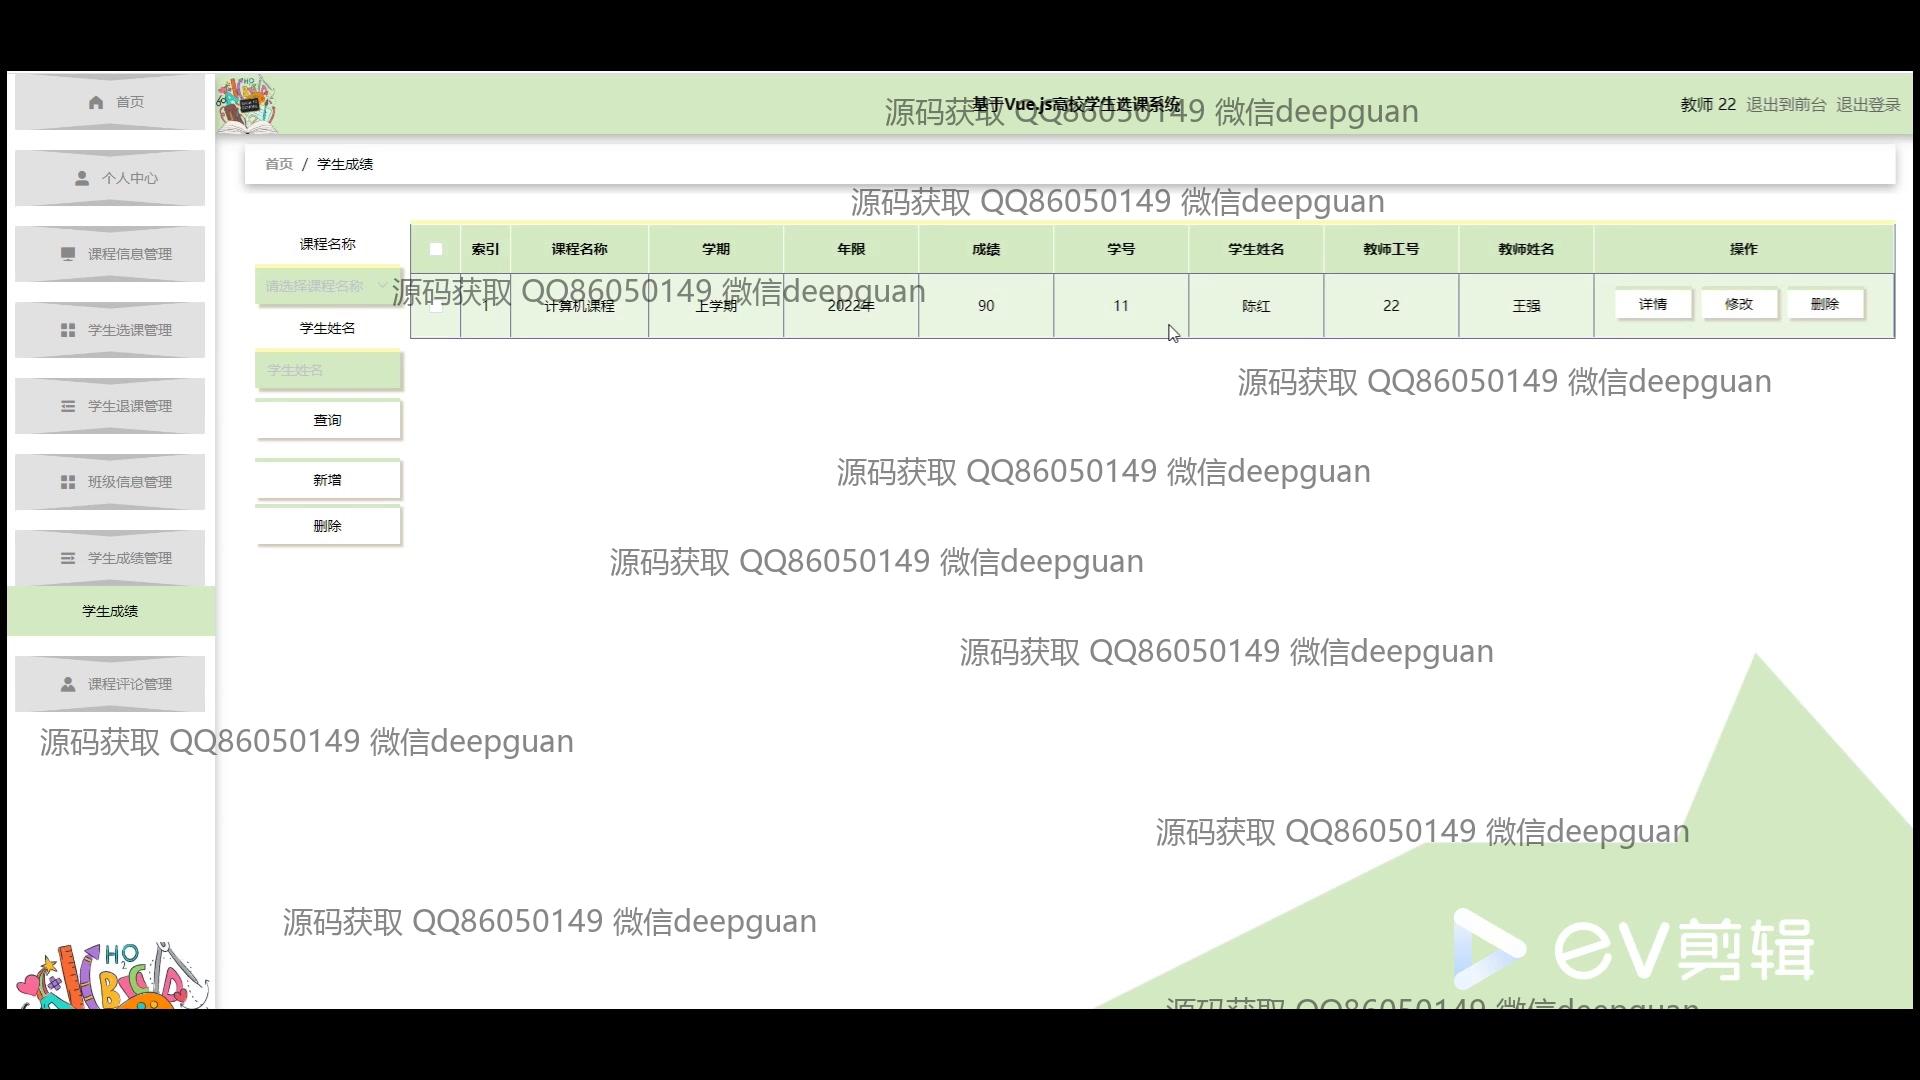 首页
基于Vue.js高校学生选课系统
教师 22 退出到前台 退出登录
源码获取 QQ86050149 微信deepguan
个人中心
首页 / 学生成绩
源码获取 QQ86050149 微信deepguan
课程信息管理
课程名称
索引 课程名称 学期 年限 成绩 学号 学生姓名 教师工号 教师姓名 操作
请选择课程名称
源码获取 QQ86050149 微信deepguan
1 计算机课程 上学期 2022年 90 11 陈红 22 王强 详情 修改 删除
学生选课管理
学生姓名
学生姓名
源码获取 QQ86050149 微信deepguan
学生退课管理
查询
源码获取 QQ86050149 微信deepguan
班级信息管理
新增
删除
学生成绩管理
源码获取 QQ86050149 微信deepguan
学生成绩
源码获取 QQ86050149 微信deepguan
课程评论管理
源码获取 QQ86050149 微信deepguan
源码获取 QQ86050149 微信deepguan
源码获取 QQ86050149 微信deepguan
EV剪辑
HO
2
源码获取 QQ86050149 微信deepguan